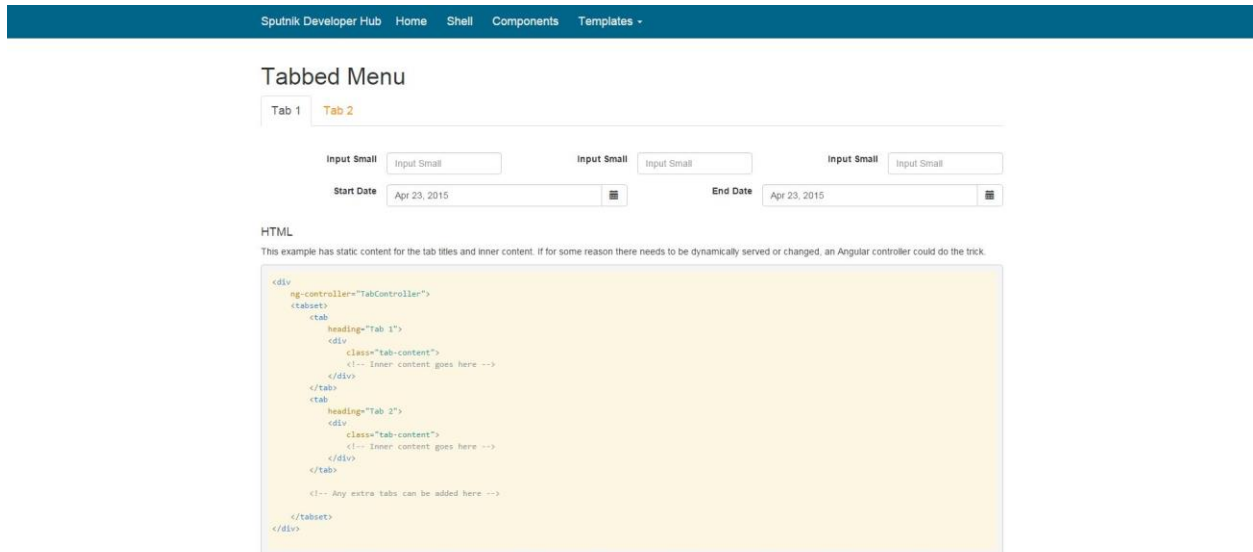 Sputnik Developer Hub Home Shell Components Templates
Tabbed Menu
Tab 1 Tab 2
Input Small Input Small Input Small Input Small Input Small Input Small
Start Date Apr 23, 2015 End Date Apr 23, 2015
HTML
This example has static content for the tab titles and inner content. If for some reason there needs to be dynamically served or changed, an Angular controller could do the trick.
<div
ng-controller="TabController">
<tabset>
<tab
heading="Tab 1">
<div
class="tab-content">
<!-- Inner content goes here -->
</div>
</tab>
<tab
heading="Tab 2">
<div
class="tab-content">
<!-- Inner content goes here -->
</div>
</tab>
<!-- Any extra tabs can be added here -->
</tabset>
</div>